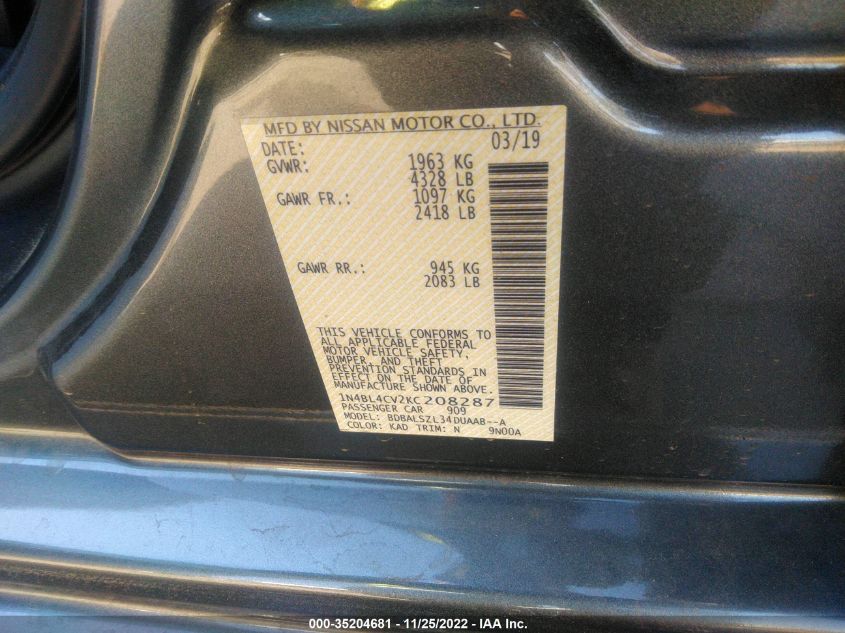 MFD BY NISSAN MOTOR CO., LTD.
DATE: 03/19
GVWR: 1963 KG
4328 LB
GAWR FR.: 1097 KG
2418 LB
GAWR RR.: 945 KG
2083 LB
THIS VEHICLE CONFORMS TO
ALL APPLICABLE FEDERAL
MOTOR VEHICLE SAFETY,
BUMPER, AND THEFT
PREVENTION STANDARDS IN
EFFECT ON THE DATE OF
MANUFACTURE SHOWN ABOVE.
1N4BL4CV2KC208287
PASSENGER CAR 909
MODEL: BDBALSZL34DUAAB--A
COLOR: KAD TRIM: N 9N00A
000-35204681 - 11/25/2022 - IAA Inc.